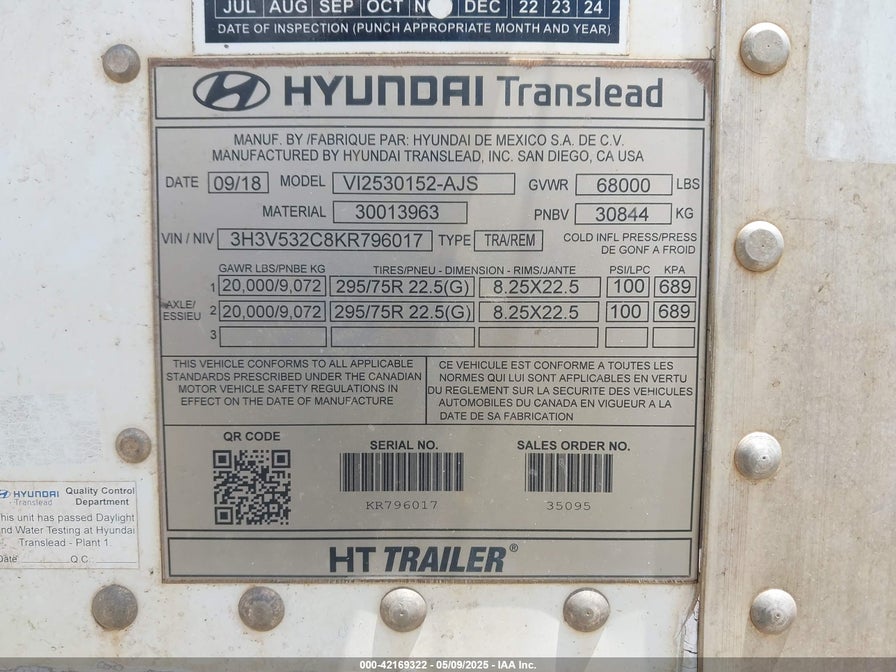 JUL AUG SEP OCT N DEC 22 23 24
DATE OF INSPECTION (PUNCH APPROPRIATE MONTH AND YEAR)
HYUNDAI Translead
MANUF. BY /FABRIQUE PAR: HYUNDAI DE MEXICO S.A. DE C.V.
MANUFACTURED BY HYUNDAI TRANSLEAD, INC. SAN DIEGO, CA USA
DATE 09/18 MODEL VI2530152-AJS GVWR 68000 LBS
MATERIAL 30013963 PNBV 30844 KG
VIN / NIV 3H3V532C8KR796017 TYPE TRA/REM COLD INFL PRESS/PRESS
DE GONF A FROID
GAWR LBS/PNBE KG TIRES/PNEU - DIMENSION - RIMS/JANTE PSI/LPC KPA
1 20,000/9,072 295/75R 22.5(G) 8.25X22.5 100 689
AXLE/
ESSIEU
2 20,000/9,072 295/75R 22.5(G) 8.25X22.5 100 689
3
THIS VEHICLE CONFORMS TO ALL APPLICABLE
STANDARDS PRESCRIBED UNDER THE CANADIAN
MOTOR VEHICLE SAFETY REGULATIONS IN
EFFECT ON THE DATE OF MANUFACTURE
CE VEHICULE EST CONFORME A TOUTES LES
NORMES QUI LUI SONT APPLICABLES EN VERTU
DU REGLEMENT SUR LA SECURITE DES VEHICULES
AUTOMOBILES DU CANADA EN VIGUEUR A LA
DATE DE SA FABRICATION
QR CODE
SERIAL NO.
KR796017
SALES ORDER NO.
35095
HT TRAILER®
HYUNDAI Translead
Quality Control
Department
This unit has passed Daylight
and Water Testing at Hyundai
Translead - Plant 1.
Date Q.C.
000-42169322 - 05/09/2025 - IAA Inc.